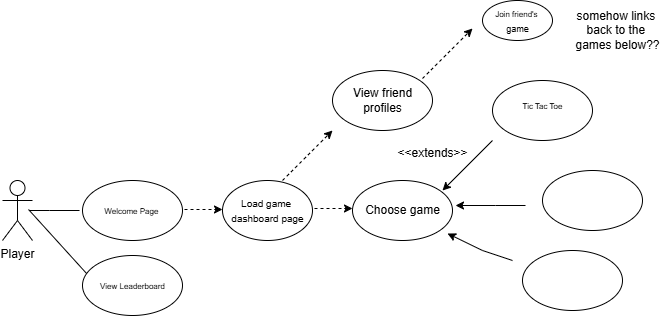 Join friend's
game
somehow links
back to the
games below??
View friend
profiles
Tic Tac Toe
<<extends>>
Welcome Page
Load game
dashboard page
Choose game
Player
View Leaderboard